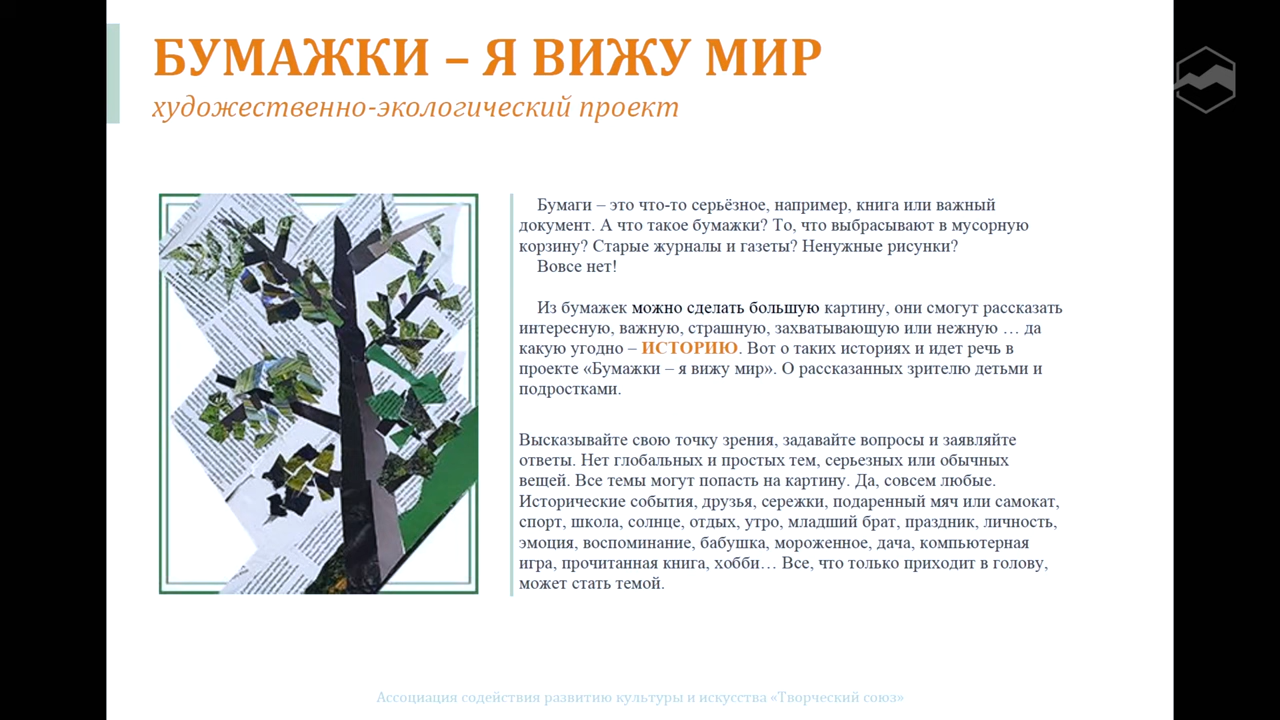 БУМАЖКИ – Я ВИЖУ МИР
художественно-экологический проект
Бумаги – это что-то серьёзное, например, книга или важный
документ. А что такое бумажки? То, что выбрасывают в мусорную
корзину? Старые журналы и газеты? Ненужные рисунки?
Вовсе нет!
Из бумажек можно сделать большую картину, они смогут рассказать
интересную, важную, страшную, захватывающую или нежную … да
какую угодно – ИСТОРИЮ. Вот о таких историях и идет речь в
проекте «Бумажки – я вижу мир». О рассказанных зрителю детьми и
подростками.
Высказывайте свою точку зрения, задавайте вопросы и заявляйте
ответы. Нет глобальных и простых тем, серьезных или обычных
вещей. Все темы могут попасть на картину. Да, совсем любые.
Исторические события, друзья, сережки, подаренный мяч или самокат,
спорт, школа, солнце, отдых, утро, младший брат, праздник, личность,
эмоция, воспоминание, бабушка, мороженное, дача, компьютерная
игра, прочитанная книга, хобби… Все, что только приходит в голову,
может стать темой.
Ассоциация содействия развитию культуры и искусства «Творческий союз»